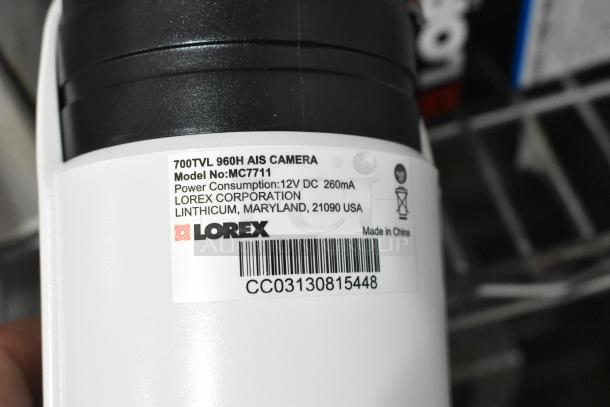 700TVL 960H AIS CAMERA
Model No:MC7711
Power Consumption:12V DC 260mA
LOREX CORPORATION
LINTHICUM, MARYLAND, 21090 USA
LOREX
Made in China
CC03130815448